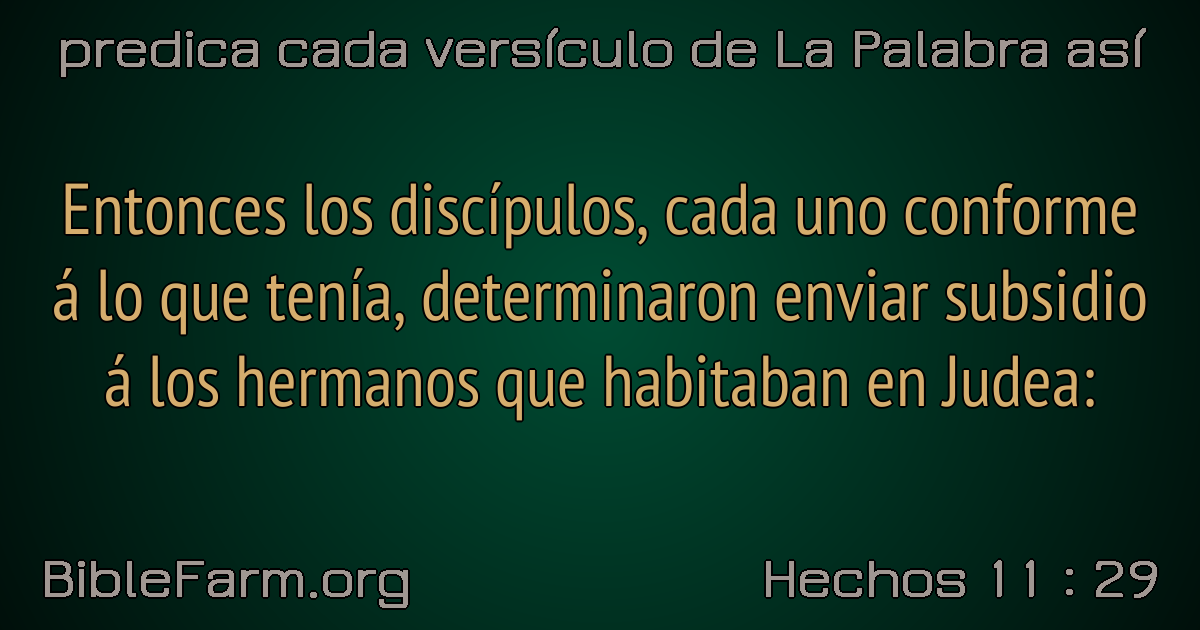 predica cada versículo de La Palabra así
Entonces los discípulos, cada uno conforme
á lo que tenía, determinaron enviar subsidio
á los hermanos que habitaban en Judea:
BibleFarm.org
Hechos 11 : 29